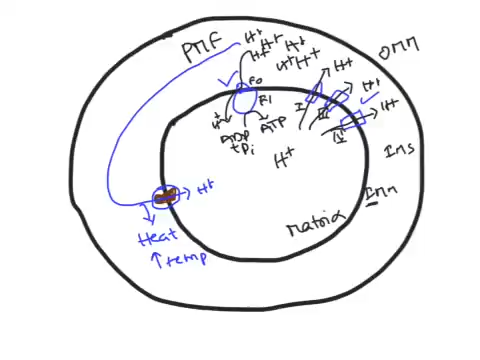 PMF
H+
H+
H+
H+
H+ H+
OMM
H+
H+
H+
Fo
F1
I
III
IV
H+
ADP
+ Pi
ATP
H+
Ims
Imm
Matrix
H+
Heat
↑ temp